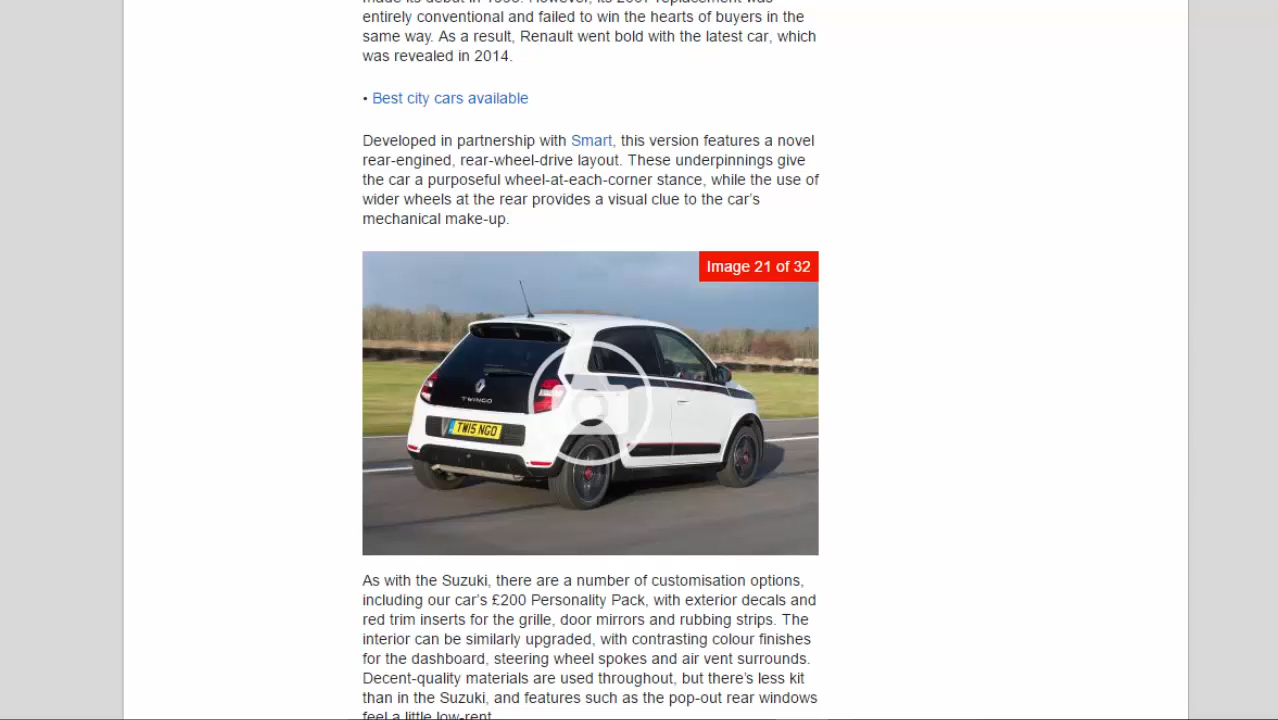 entirely conventional and failed to win the hearts of buyers in the
same way. As a result, Renault went bold with the latest car, which
was revealed in 2014.
• Best city cars available
Developed in partnership with Smart, this version features a novel
rear-engined, rear-wheel-drive layout. These underpinnings give
the car a purposeful wheel-at-each-corner stance, while the use of
wider wheels at the rear provides a visual clue to the car’s
mechanical make-up.
Image 21 of 32
TWINGO
TW15 NGO
As with the Suzuki, there are a number of customisation options,
including our car’s £200 Personality Pack, with exterior decals and
red trim inserts for the grille, door mirrors and rubbing strips. The
interior can be similarly upgraded, with contrasting colour finishes
for the dashboard, steering wheel spokes and air vent surrounds.
Decent-quality materials are used throughout, but there’s less kit
than in the Suzuki, and features such as the pop-out rear windows
feel a little low-rent.